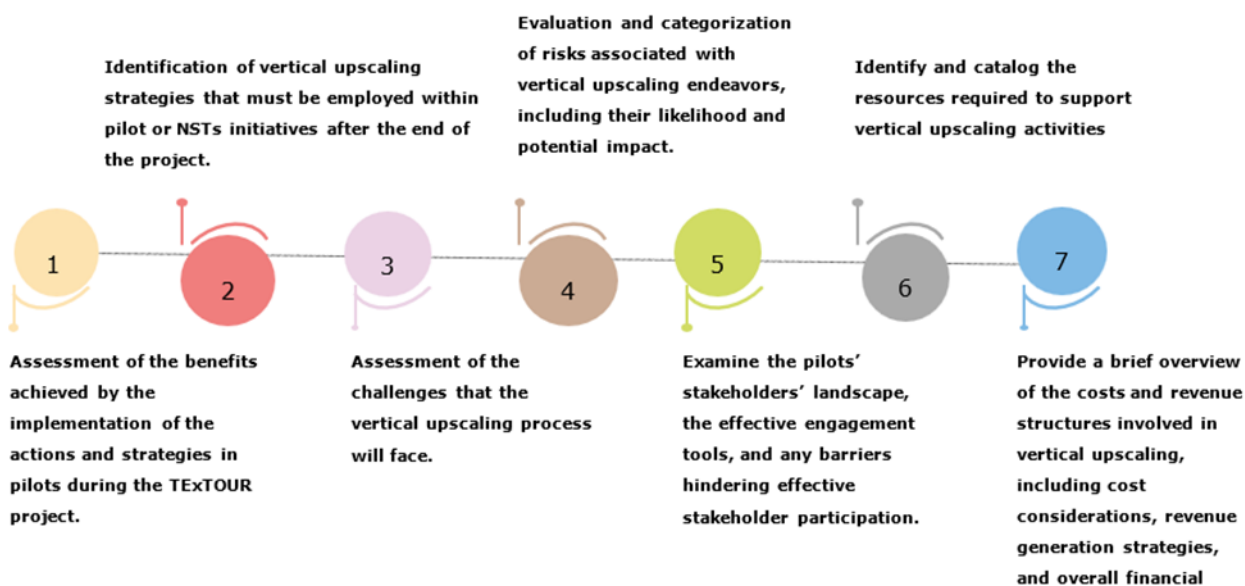 Identification of vertical upscaling
strategies that must be employed within
pilot or NSTs initiatives after the end of
the project.
Evaluation and categorization
of risks associated with
vertical upscaling endeavors,
including their likelihood and
potential impact.
Identify and catalog the
resources required to support
vertical upscaling activities
1
2
3
4
5
6
7
Assessment of the benefits
achieved by the
implementation of the
actions and strategies in
pilots during the TExTOUR
project.
Assessment of the
challenges that the
vertical upscaling process
will face.
Examine the pilots’
stakeholders’ landscape,
the effective engagement
tools, and any barriers
hindering effective
stakeholder participation.
Provide a brief overview
of the costs and revenue
structures involved in
vertical upscaling,
including cost
considerations, revenue
generation strategies,
and overall financial